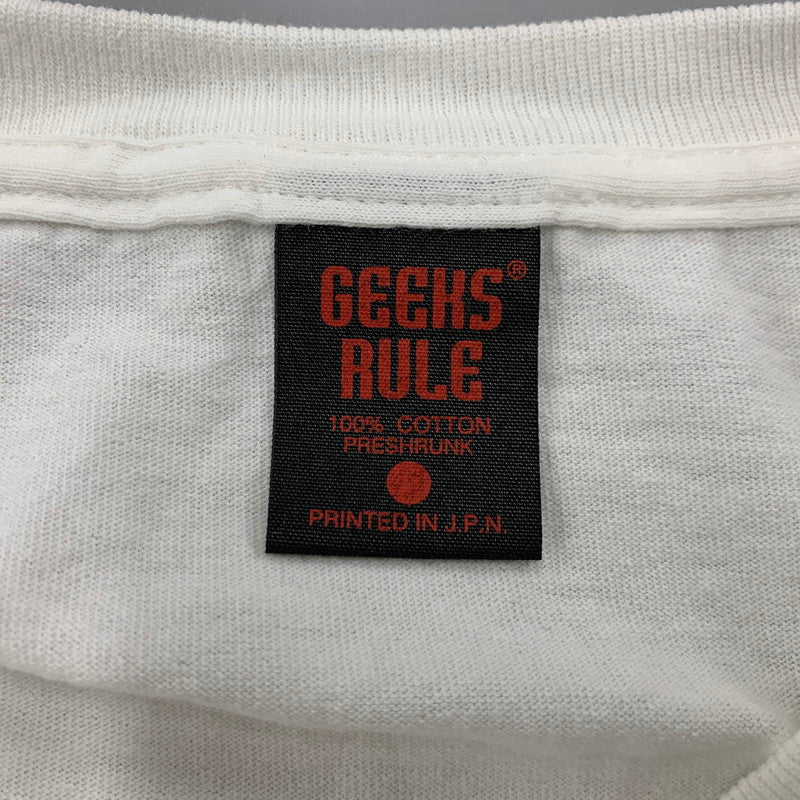 GEEKS®
RULE
100% COTTON
PRESHRUNK
PRINTED IN J.P.N.